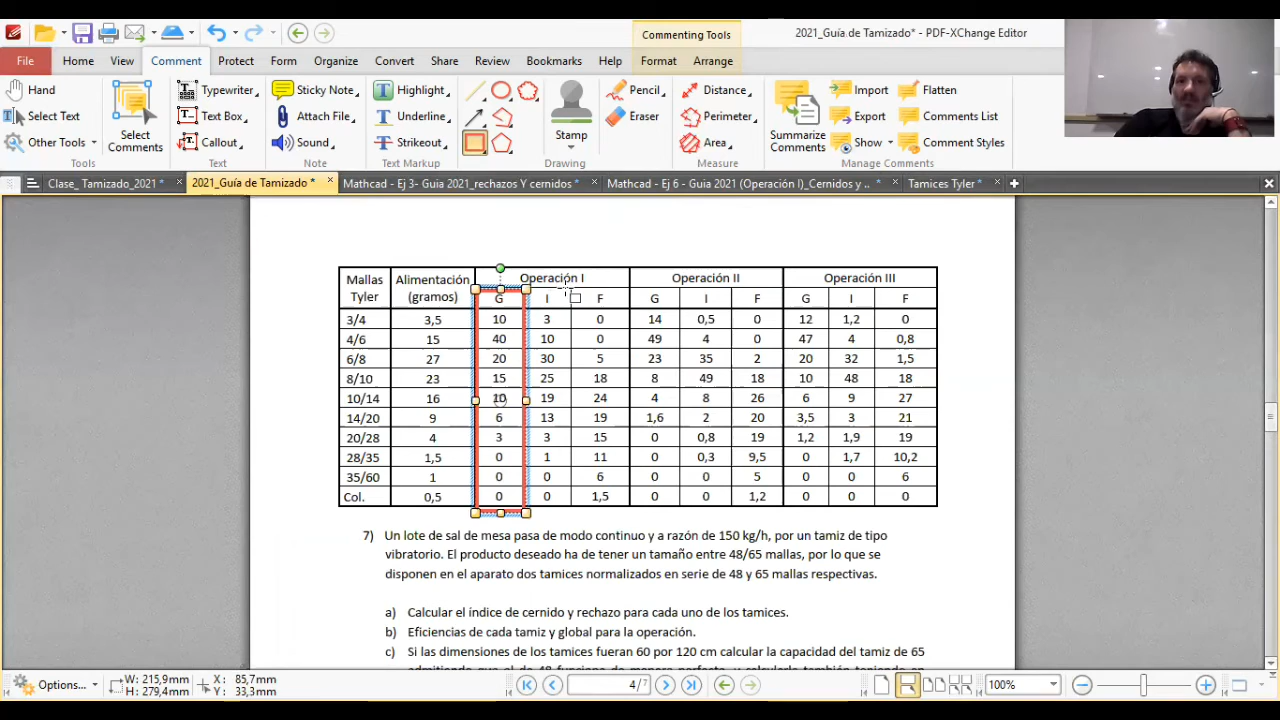 2021_Guía de Tamizado* - PDF-XChange Editor
Commenting Tools
File Home View Comment Protect Form Organize Convert Share Review Bookmarks Help Format Arrange
Hand
Select Text
Other Tools
Tools
Select Comments
Typewriter
Text Box
Callout
Text
Sticky Note
Attach File
Sound
Note
Highlight
Underline
Strikeout
Text Markup
Stamp
Pencil
Eraser
Drawing
Distance
Perimeter
Area
Measure
Summarize Comments
Import
Export
Show
Flatten
Comments List
Comment Styles
Manage Comments
Clase_ Tamizado_2021 *
2021_Guía de Tamizado *
Mathcad - Ej 3- Guia 2021_rechazos Y cernidos *
Mathcad - Ej 6 - Guia 2021 (Operación I)_Cernidos y .. *
Tamices Tyler *
Mallas Tyler Alimentación (gramos) Operación I Operación II Operación III
G I F G I F G I F
3/4 3,5 10 3 0 14 0,5 0 12 1,2 0
4/6 15 40 10 0 49 4 0 47 4 0,8
6/8 27 20 30 5 23 35 2 20 32 1,5
8/10 23 15 25 18 8 49 18 10 48 18
10/14 16 10 19 24 4 8 26 6 9 27
14/20 9 6 13 19 1,6 2 20 3,5 3 21
20/28 4 3 3 15 0 0,8 19 1,2 1,9 19
28/35 1,5 0 1 11 0 0,3 9,5 0 1,7 10,2
35/60 1 0 0 6 0 0 5 0 0 6
Col. 0,5 0 0 1,5 0 0 1,2 0 0 0
7) Un lote de sal de mesa pasa de modo continuo y a razón de 150 kg/h, por un tamiz de tipo
vibratorio. El producto deseado ha de tener un tamaño entre 48/65 mallas, por lo que se
disponen en el aparato dos tamices normalizados en serie de 48 y 65 mallas respectivas.
a) Calcular el índice de cernido y rechazo para cada uno de los tamices.
b) Eficiencias de cada tamiz y global para la operación.
c) Si las dimensiones de los tamices fueran 60 por 120 cm calcular la capacidad del tamiz de 65
Options...
W: 215,9mm
H: 279,4mm
X: 85,7mm
Y: 33,3mm
4/7
100%